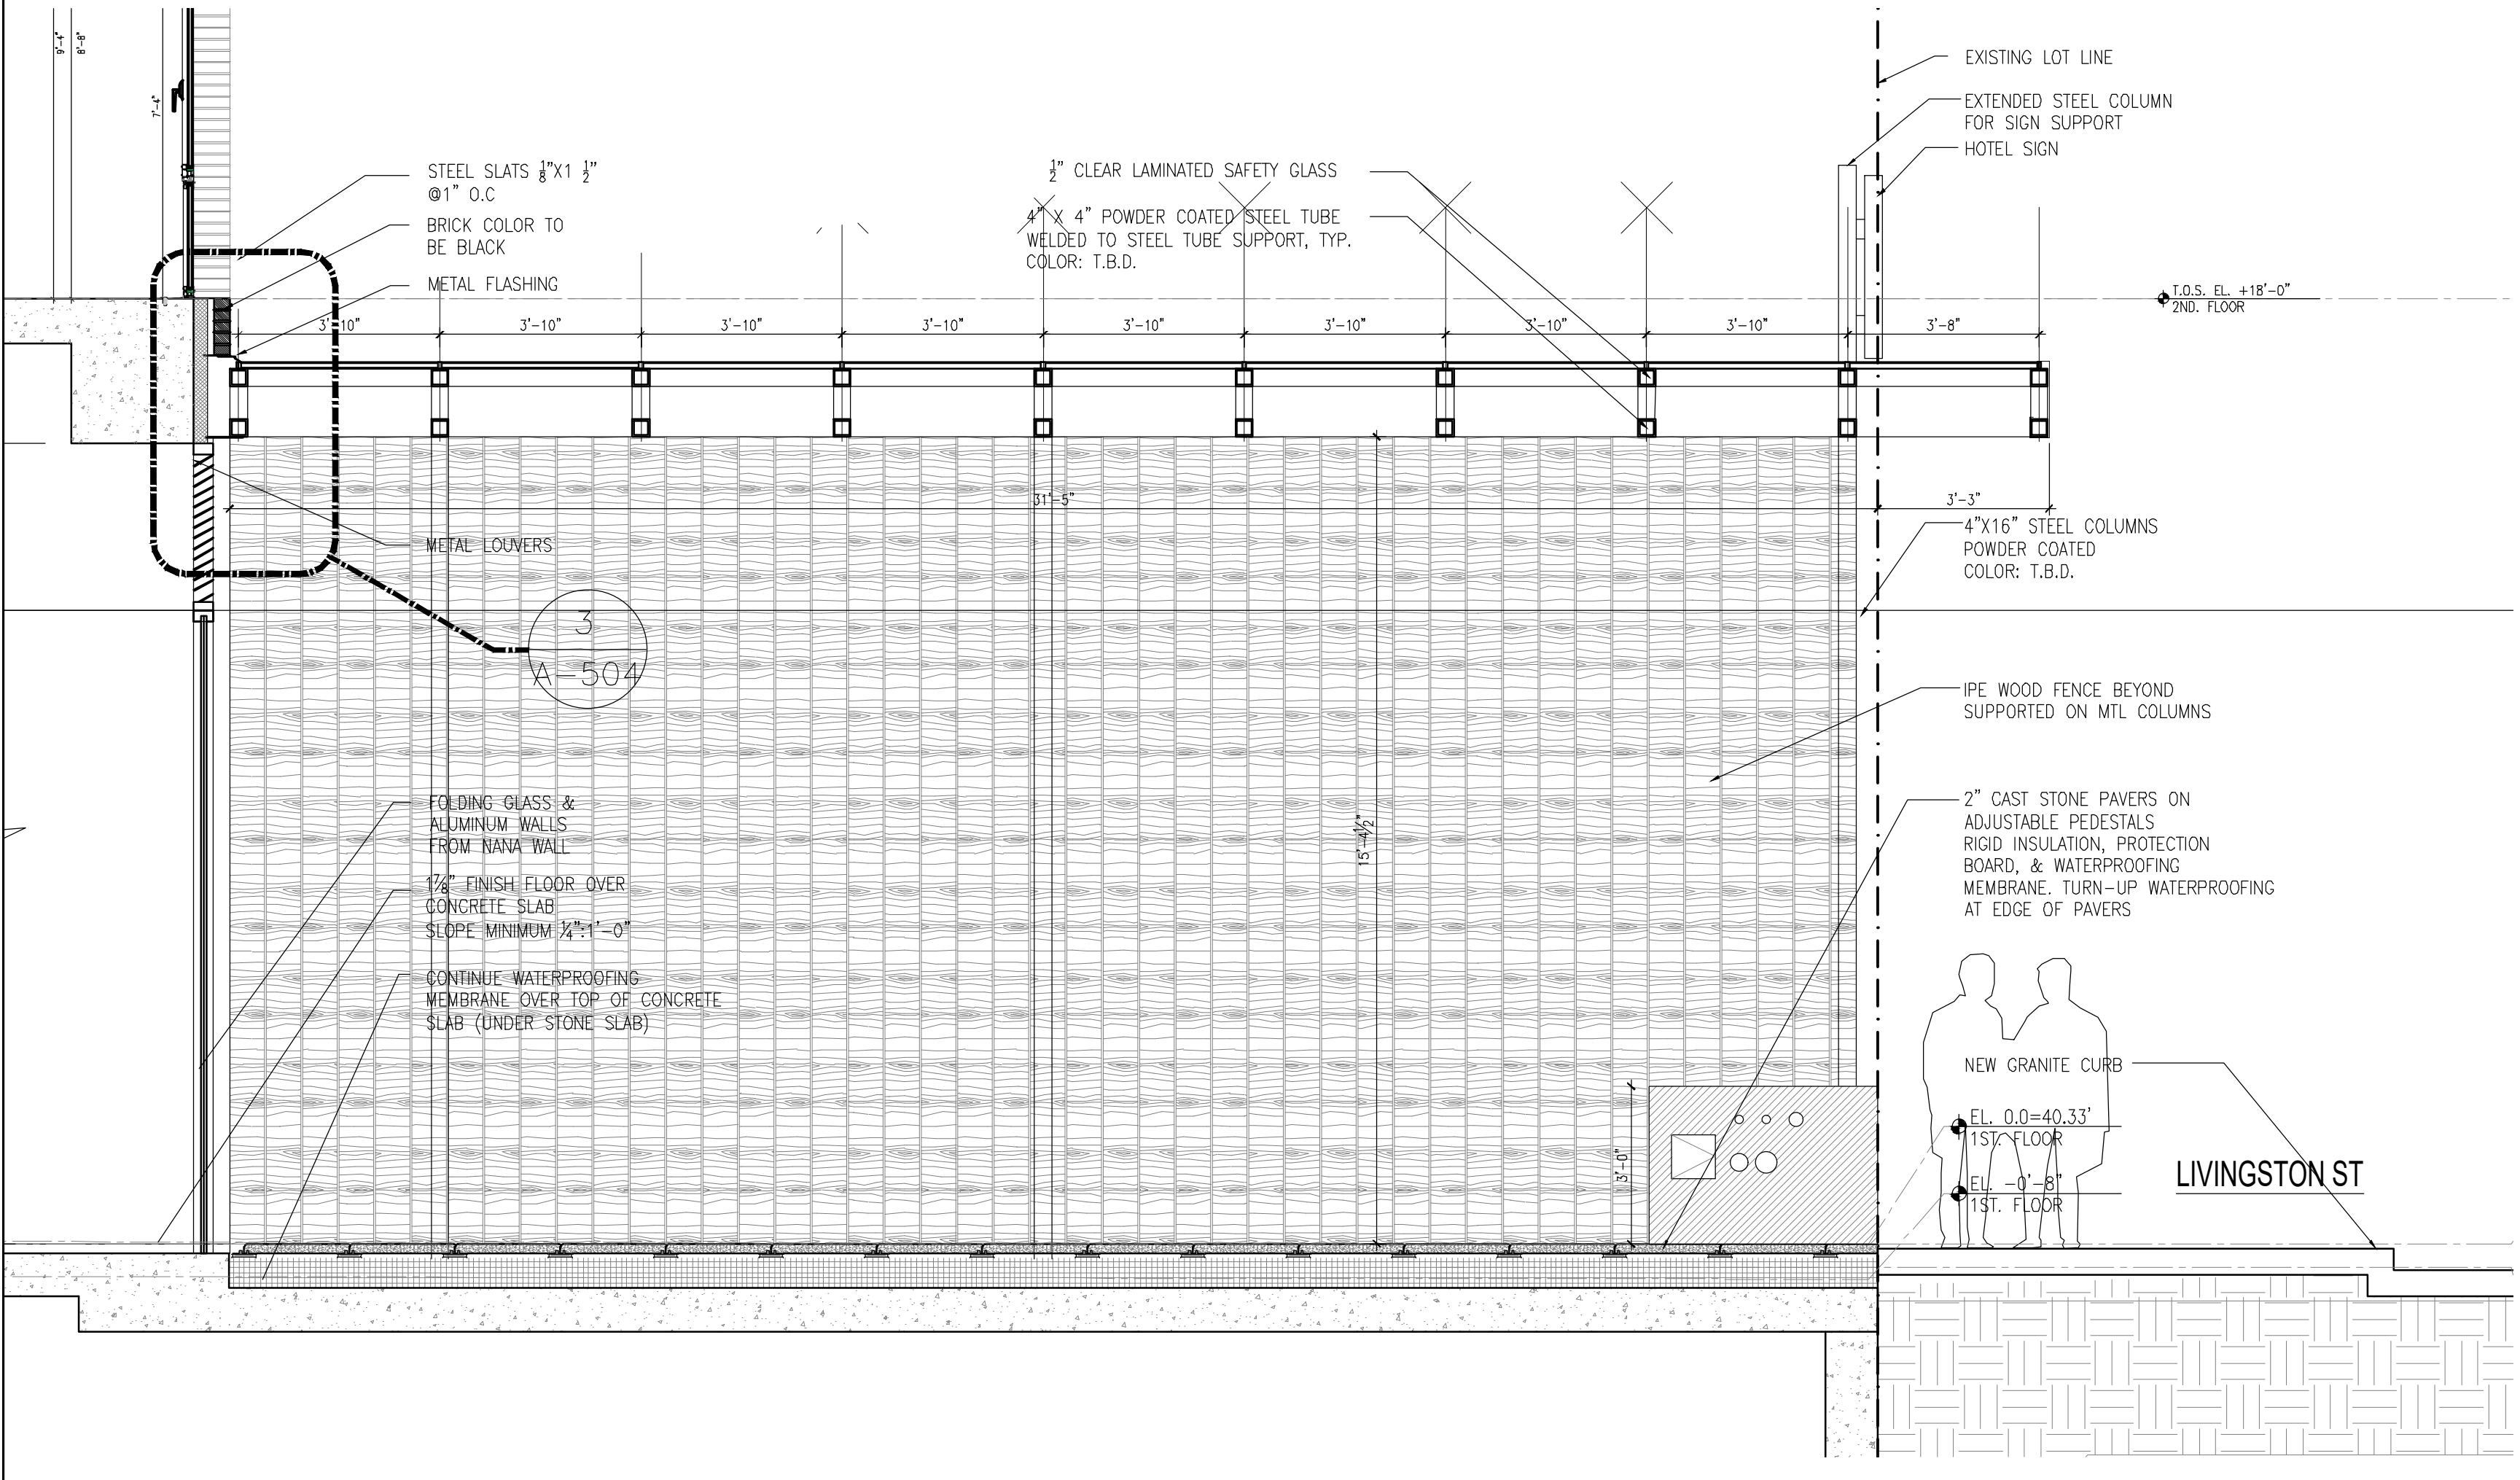 9'-4"
8'-8"
7'-4"
STEEL SLATS 1/8"X1 1/2"
@1" O.C
BRICK COLOR TO
BE BLACK
METAL FLASHING
1/2" CLEAR LAMINATED SAFETY GLASS
4" X 4" POWDER COATED STEEL TUBE
WELDED TO STEEL TUBE SUPPORT, TYP.
COLOR: T.B.D.
EXISTING LOT LINE
EXTENDED STEEL COLUMN
FOR SIGN SUPPORT
HOTEL SIGN
T.O.S. EL. +18'-0"
2ND. FLOOR
3'-10"
3'-10"
3'-10"
3'-10"
3'-10"
3'-10"
3'-10"
3'-10"
3'-8"
31'-5"
3'-3"
METAL LOUVERS
4"X16" STEEL COLUMNS
POWDER COATED
COLOR: T.B.D.
3
A-504
IPE WOOD FENCE BEYOND
SUPPORTED ON MTL COLUMNS
FOLDING GLASS &
ALUMINUM WALLS
FROM NANA WALL
1 7/8" FINISH FLOOR OVER
CONCRETE SLAB
SLOPE MINIMUM 1/4":1'-0"
CONTINUE WATERPROOFING
MEMBRANE OVER TOP OF CONCRETE
SLAB (UNDER STONE SLAB)
15'-4 1/2"
2" CAST STONE PAVERS ON
ADJUSTABLE PEDESTALS
RIGID INSULATION, PROTECTION
BOARD, & WATERPROOFING
MEMBRANE. TURN-UP WATERPROOFING
AT EDGE OF PAVERS
NEW GRANITE CURB
3'-0"
EL. 0.0=40.33'
1ST. FLOOR
EL. -0'-8"
1ST. FLOOR
LIVINGSTON ST